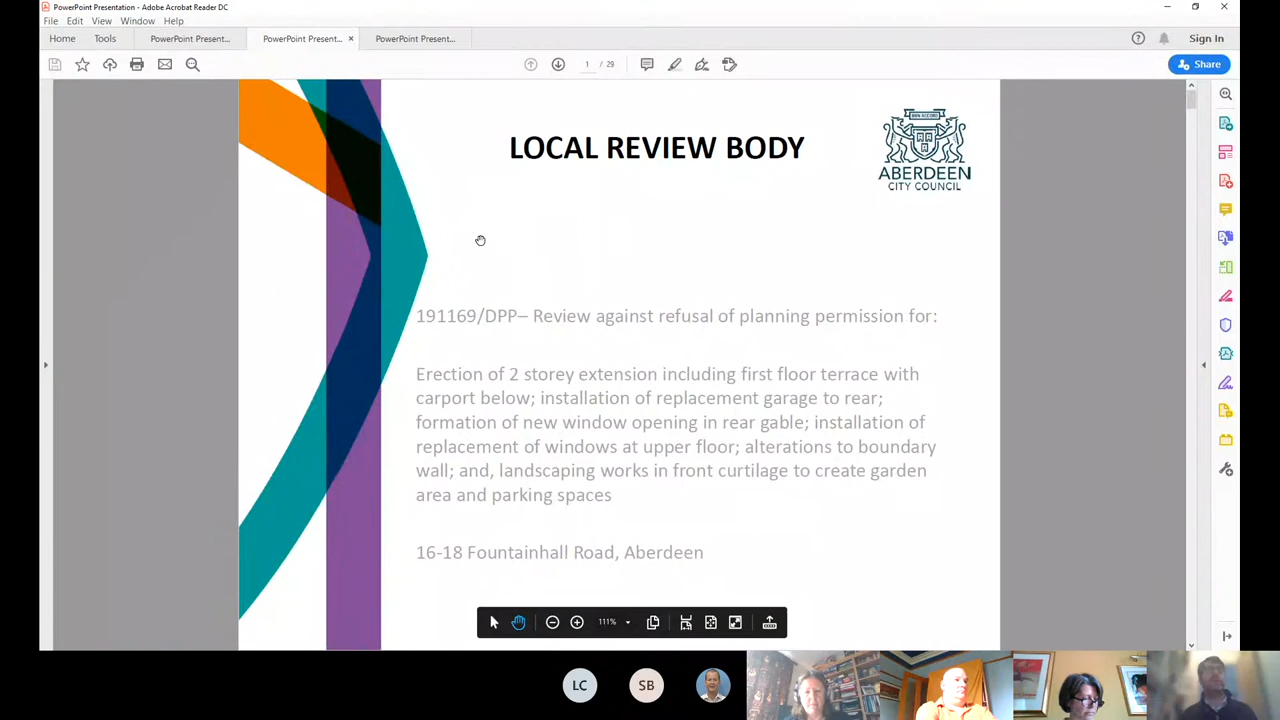 PowerPoint Presentation - Adobe Acrobat Reader DC
File Edit View Window Help
Home Tools PowerPoint Present... PowerPoint Present... × PowerPoint Present... Sign In
1 / 29 Share
LOCAL REVIEW BODY
BON ACCORD
ABERDEEN
CITY COUNCIL
191169/DPP– Review against refusal of planning permission for:
Erection of 2 storey extension including first floor terrace with
carport below; installation of replacement garage to rear;
formation of new window opening in rear gable; installation of
replacement of windows at upper floor; alterations to boundary
wall; and, landscaping works in front curtilage to create garden
area and parking spaces
16-18 Fountainhall Road, Aberdeen
111%
LC SB